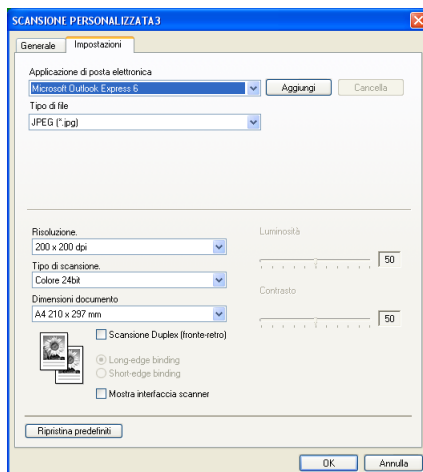 SCANSIONE PERSONALIZZATA3
Generale Impostazioni
Applicazione di posta elettronica
Microsoft Outlook Express 6 Aggiungi Cancella
Tipo di file
JPEG (*.jpg)
Risoluzione. Luminosità
200 x 200 dpi 50
Tipo di scansione.
Colore 24bit
Dimensioni documento Contrasto
A4 210 x 297 mm 50
Scansione Duplex (fronte-retro)
Long-edge binding
Short-edge binding
Mostra interfaccia scanner
Ripristina predefiniti
OK Annulla